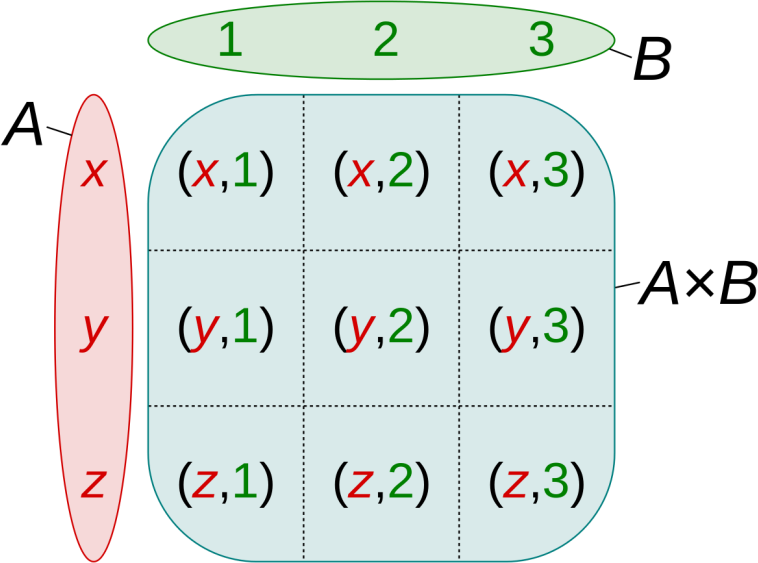 1 2 3
B
A
x (x,1) (x,2) (x,3)
A×B
y (y,1) (y,2) (y,3)
z (z,1) (z,2) (z,3)